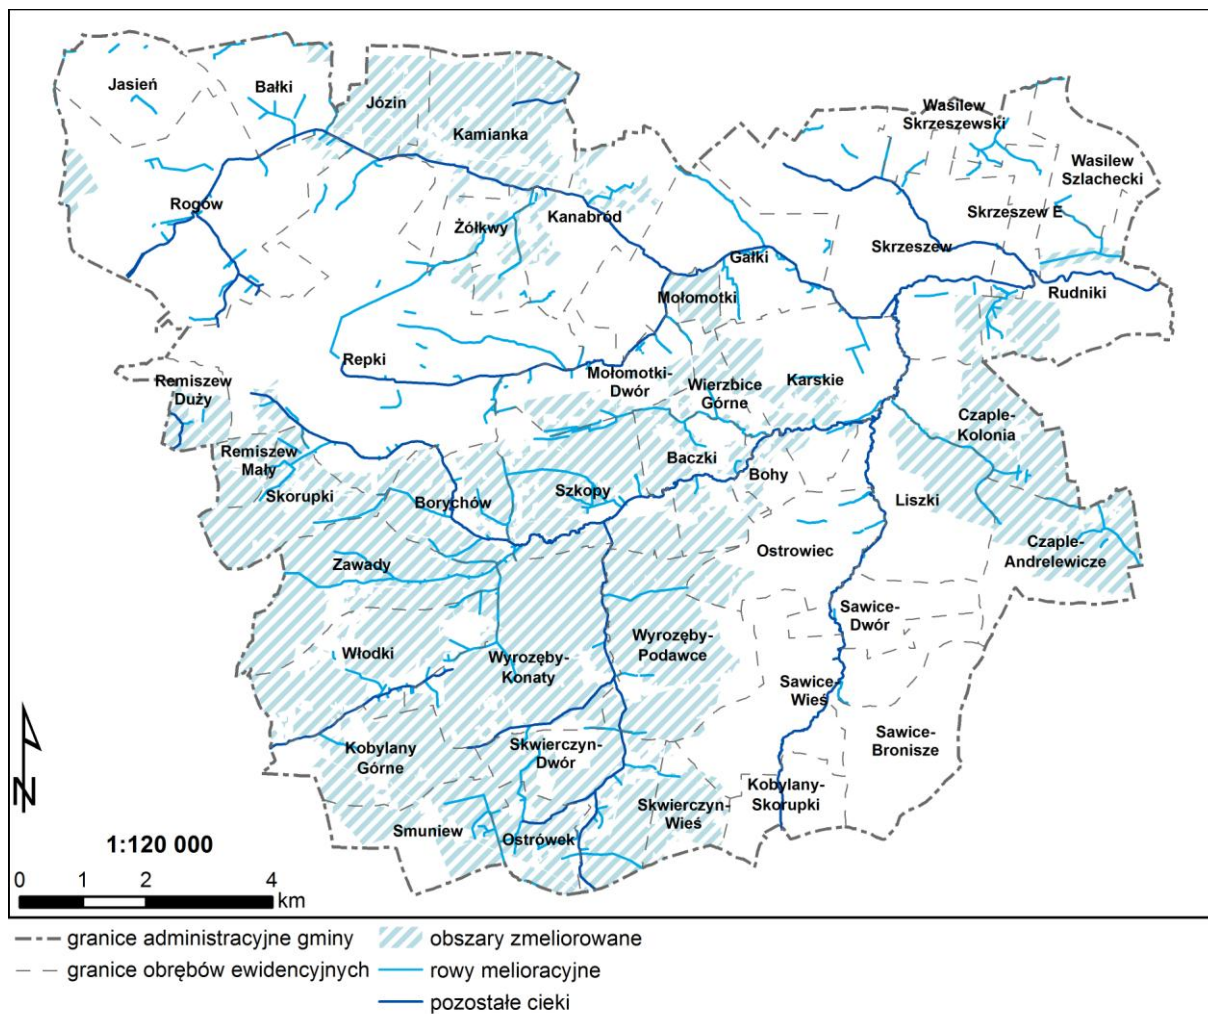 Jasień
Bałki
Józin
Kamianka
Wasilew
Skrzeszewski
Wasilew
Szlachecki
Rogów
Żółkwy
Kanabród
Skrzeszew E
Skrzeszew
Gałki
Mołomotki
Rudniki
Repki
Remiszew
Duży
Mołomotki-
Dwór
Wierzbice
Górne
Karskie
Czaple-
Kolonia
Remiszew
Mały
Skorupki
Borychów
Szkopy
Baczki
Bohy
Liszki
Ostrowiec
Czaple-
Andrelewicze
Zawady
Sawice-
Dwór
Włodki
Wyrozęby-
Konaty
Wyrozęby-
Podawce
Sawice-
Wieś
Sawice-
Bronisze
Kobylany
Górne
Skwierczyn-
Dwór
Kobylany-
Skorupki
Skwierczyn-
Wieś
Smuniew
Ostrówek
N
1:120 000
0 1 2 4
km
granice administracyjne gminy
granice obrębów ewidencyjnych
obszary zmeliorowane
rowy melioracyjne
pozostałe cieki